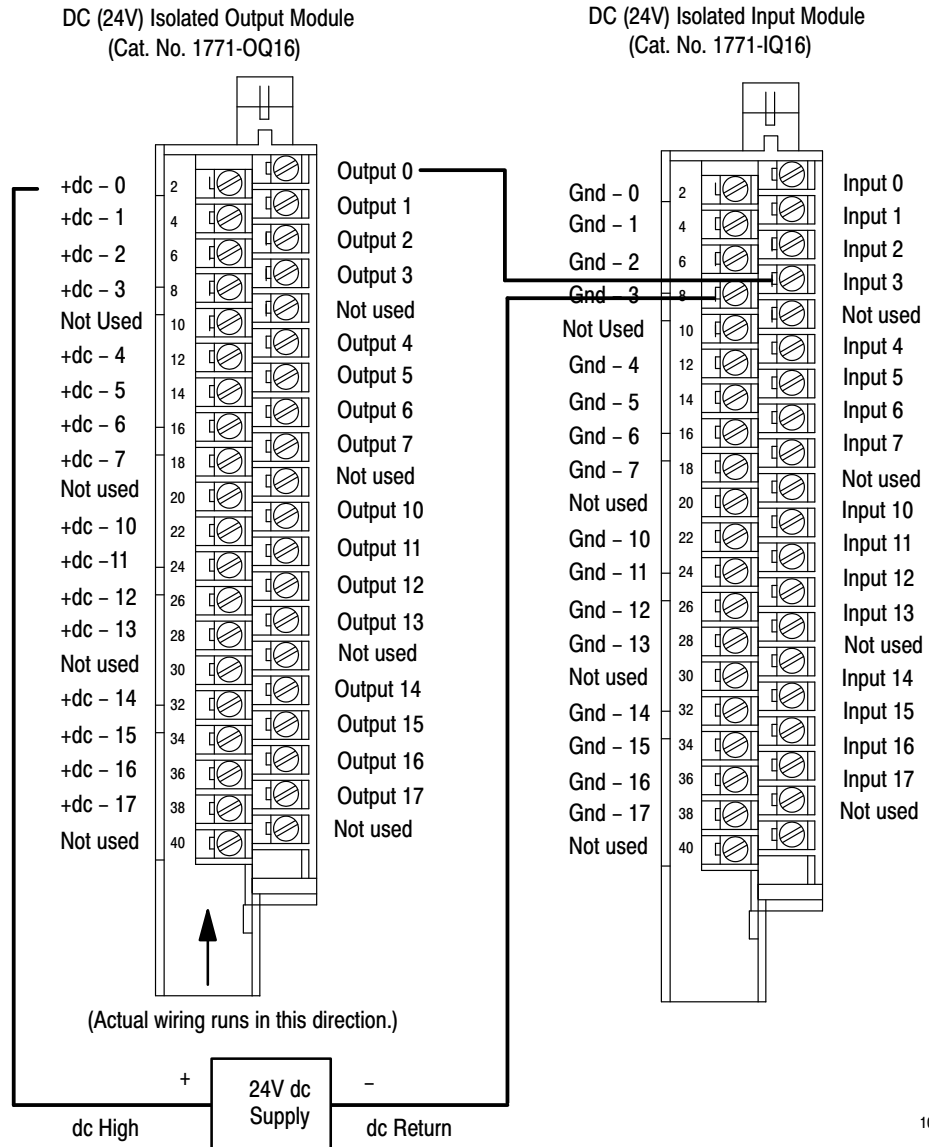 DC (24V) Isolated Output Module
(Cat. No. 1771-OQ16)
+dc – 0
+dc – 1
+dc – 2
+dc – 3
Not Used
+dc – 4
+dc – 5
+dc – 6
+dc – 7
Not used
+dc – 10
+dc –11
+dc – 12
+dc – 13
Not used
+dc – 14
+dc – 15
+dc – 16
+dc – 17
Not used
2
4
6
8
10
12
14
16
18
20
22
24
26
28
30
32
34
36
38
40
Output 0
Output 1
Output 2
Output 3
Not used
Output 4
Output 5
Output 6
Output 7
Not used
Output 10
Output 11
Output 12
Output 13
Not used
Output 14
Output 15
Output 16
Output 17
Not used
(Actual wiring runs in this direction.)
DC (24V) Isolated Input Module
(Cat. No. 1771-IQ16)
Gnd – 0
Gnd – 1
Gnd – 2
Gnd – 3
Not Used
Gnd – 4
Gnd – 5
Gnd – 6
Gnd – 7
Not used
Gnd – 10
Gnd – 11
Gnd – 12
Gnd – 13
Not used
Gnd – 14
Gnd – 15
Gnd – 16
Gnd – 17
Not used
2
4
6
8
10
12
14
16
18
20
22
24
26
28
30
32
34
36
38
40
Input 0
Input 1
Input 2
Input 3
Not used
Input 4
Input 5
Input 6
Input 7
Not used
Input 10
Input 11
Input 12
Input 13
Not used
Input 14
Input 15
Input 16
Input 17
Not used
+
24V dc
Supply
–
dc High
dc Return